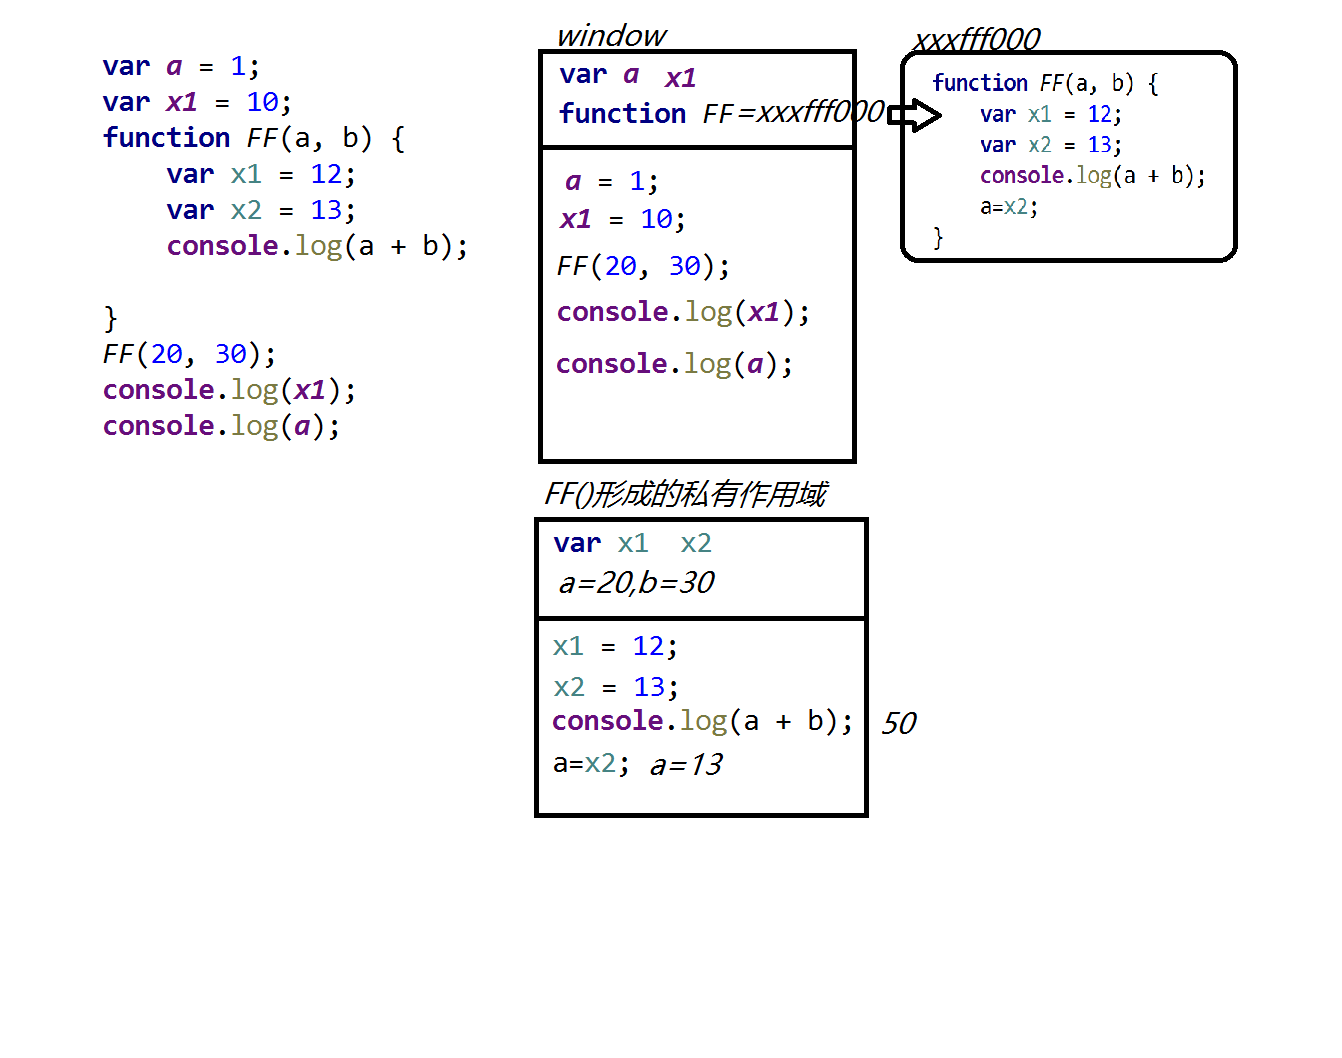 var a = 1;
var x1 = 10;
function FF(a, b) {
    var x1 = 12;
    var x2 = 13;
    console.log(a + b);
}
FF(20, 30);
console.log(x1);
console.log(a);
window
var a x1
function FF=xxxfff000
a = 1;
x1 = 10;
FF(20, 30);
console.log(x1);
console.log(a);
xxxfff000
function FF(a, b) {
    var x1 = 12;
    var x2 = 13;
    console.log(a + b);
    a=x2;
}
FF()形成的私有作用域
var x1 x2
a=20,b=30
x1 = 12;
x2 = 13;
console.log(a + b); 50
a=x2; a=13